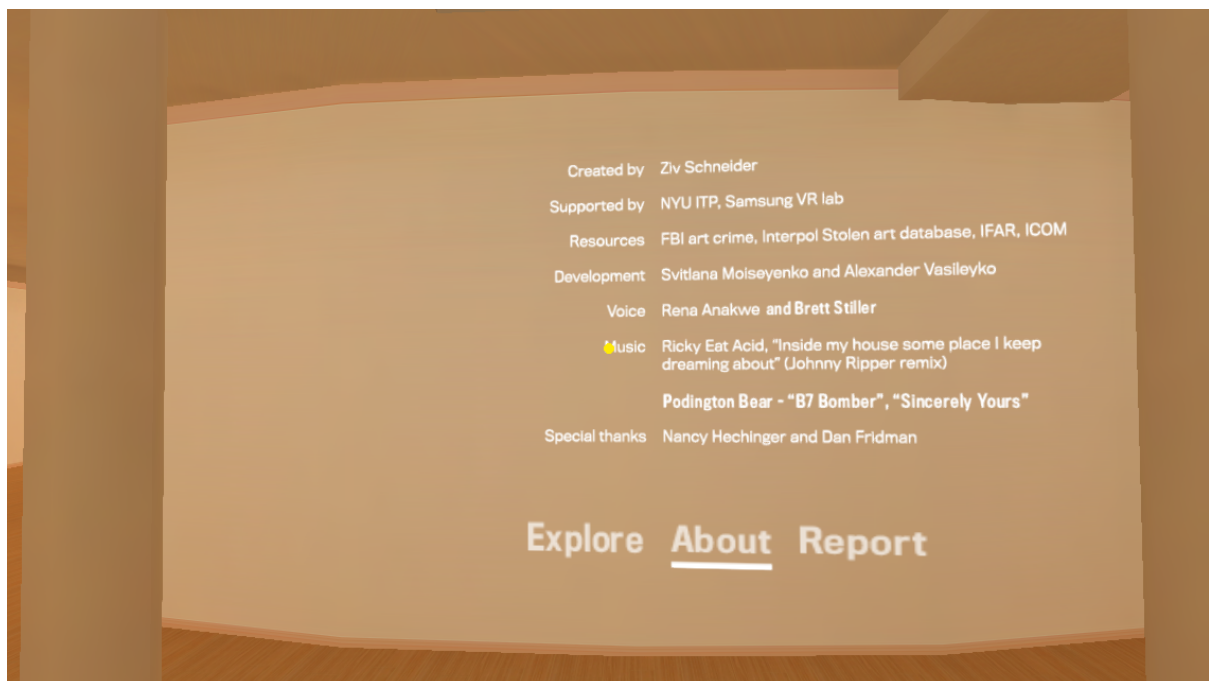 Created by Ziv Schneider
Supported by NYU ITP, Samsung VR lab
Resources FBI art crime, Interpol Stolen art database, IFAR, ICOM
Development Svitlana Moiseyenko and Alexander Vasileyko
Voice Rena Anakwe and Brett Stiller
Music Ricky Eat Acid, “Inside my house some place I keep
dreaming about” (Johnny Ripper remix)
Podington Bear - “B7 Bomber”, “Sincerely Yours”
Special thanks Nancy Hechinger and Dan Fridman
Explore About Report